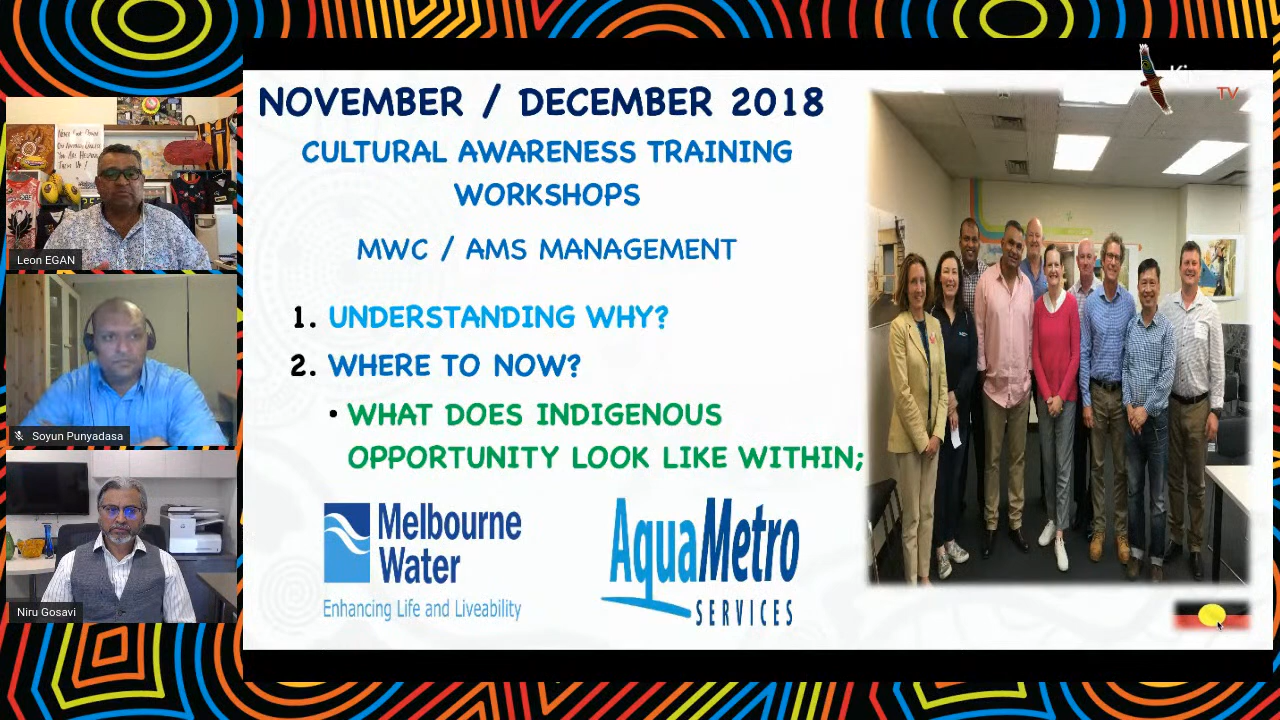 NOVEMBER / DECEMBER 2018
CULTURAL AWARENESS TRAINING
WORKSHOPS
MWC / AMS MANAGEMENT
1. UNDERSTANDING WHY?
2. WHERE TO NOW?
• WHAT DOES INDIGENOUS
OPPORTUNITY LOOK LIKE WITHIN;
Melbourne
Water
Enhancing Life and Liveability
AquaMetro
SERVICES
TV
Leon EGAN
Soyun Punyadasa
Niru Gosavi